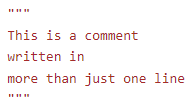 """
This is a comment
written in
more than just one line
"""